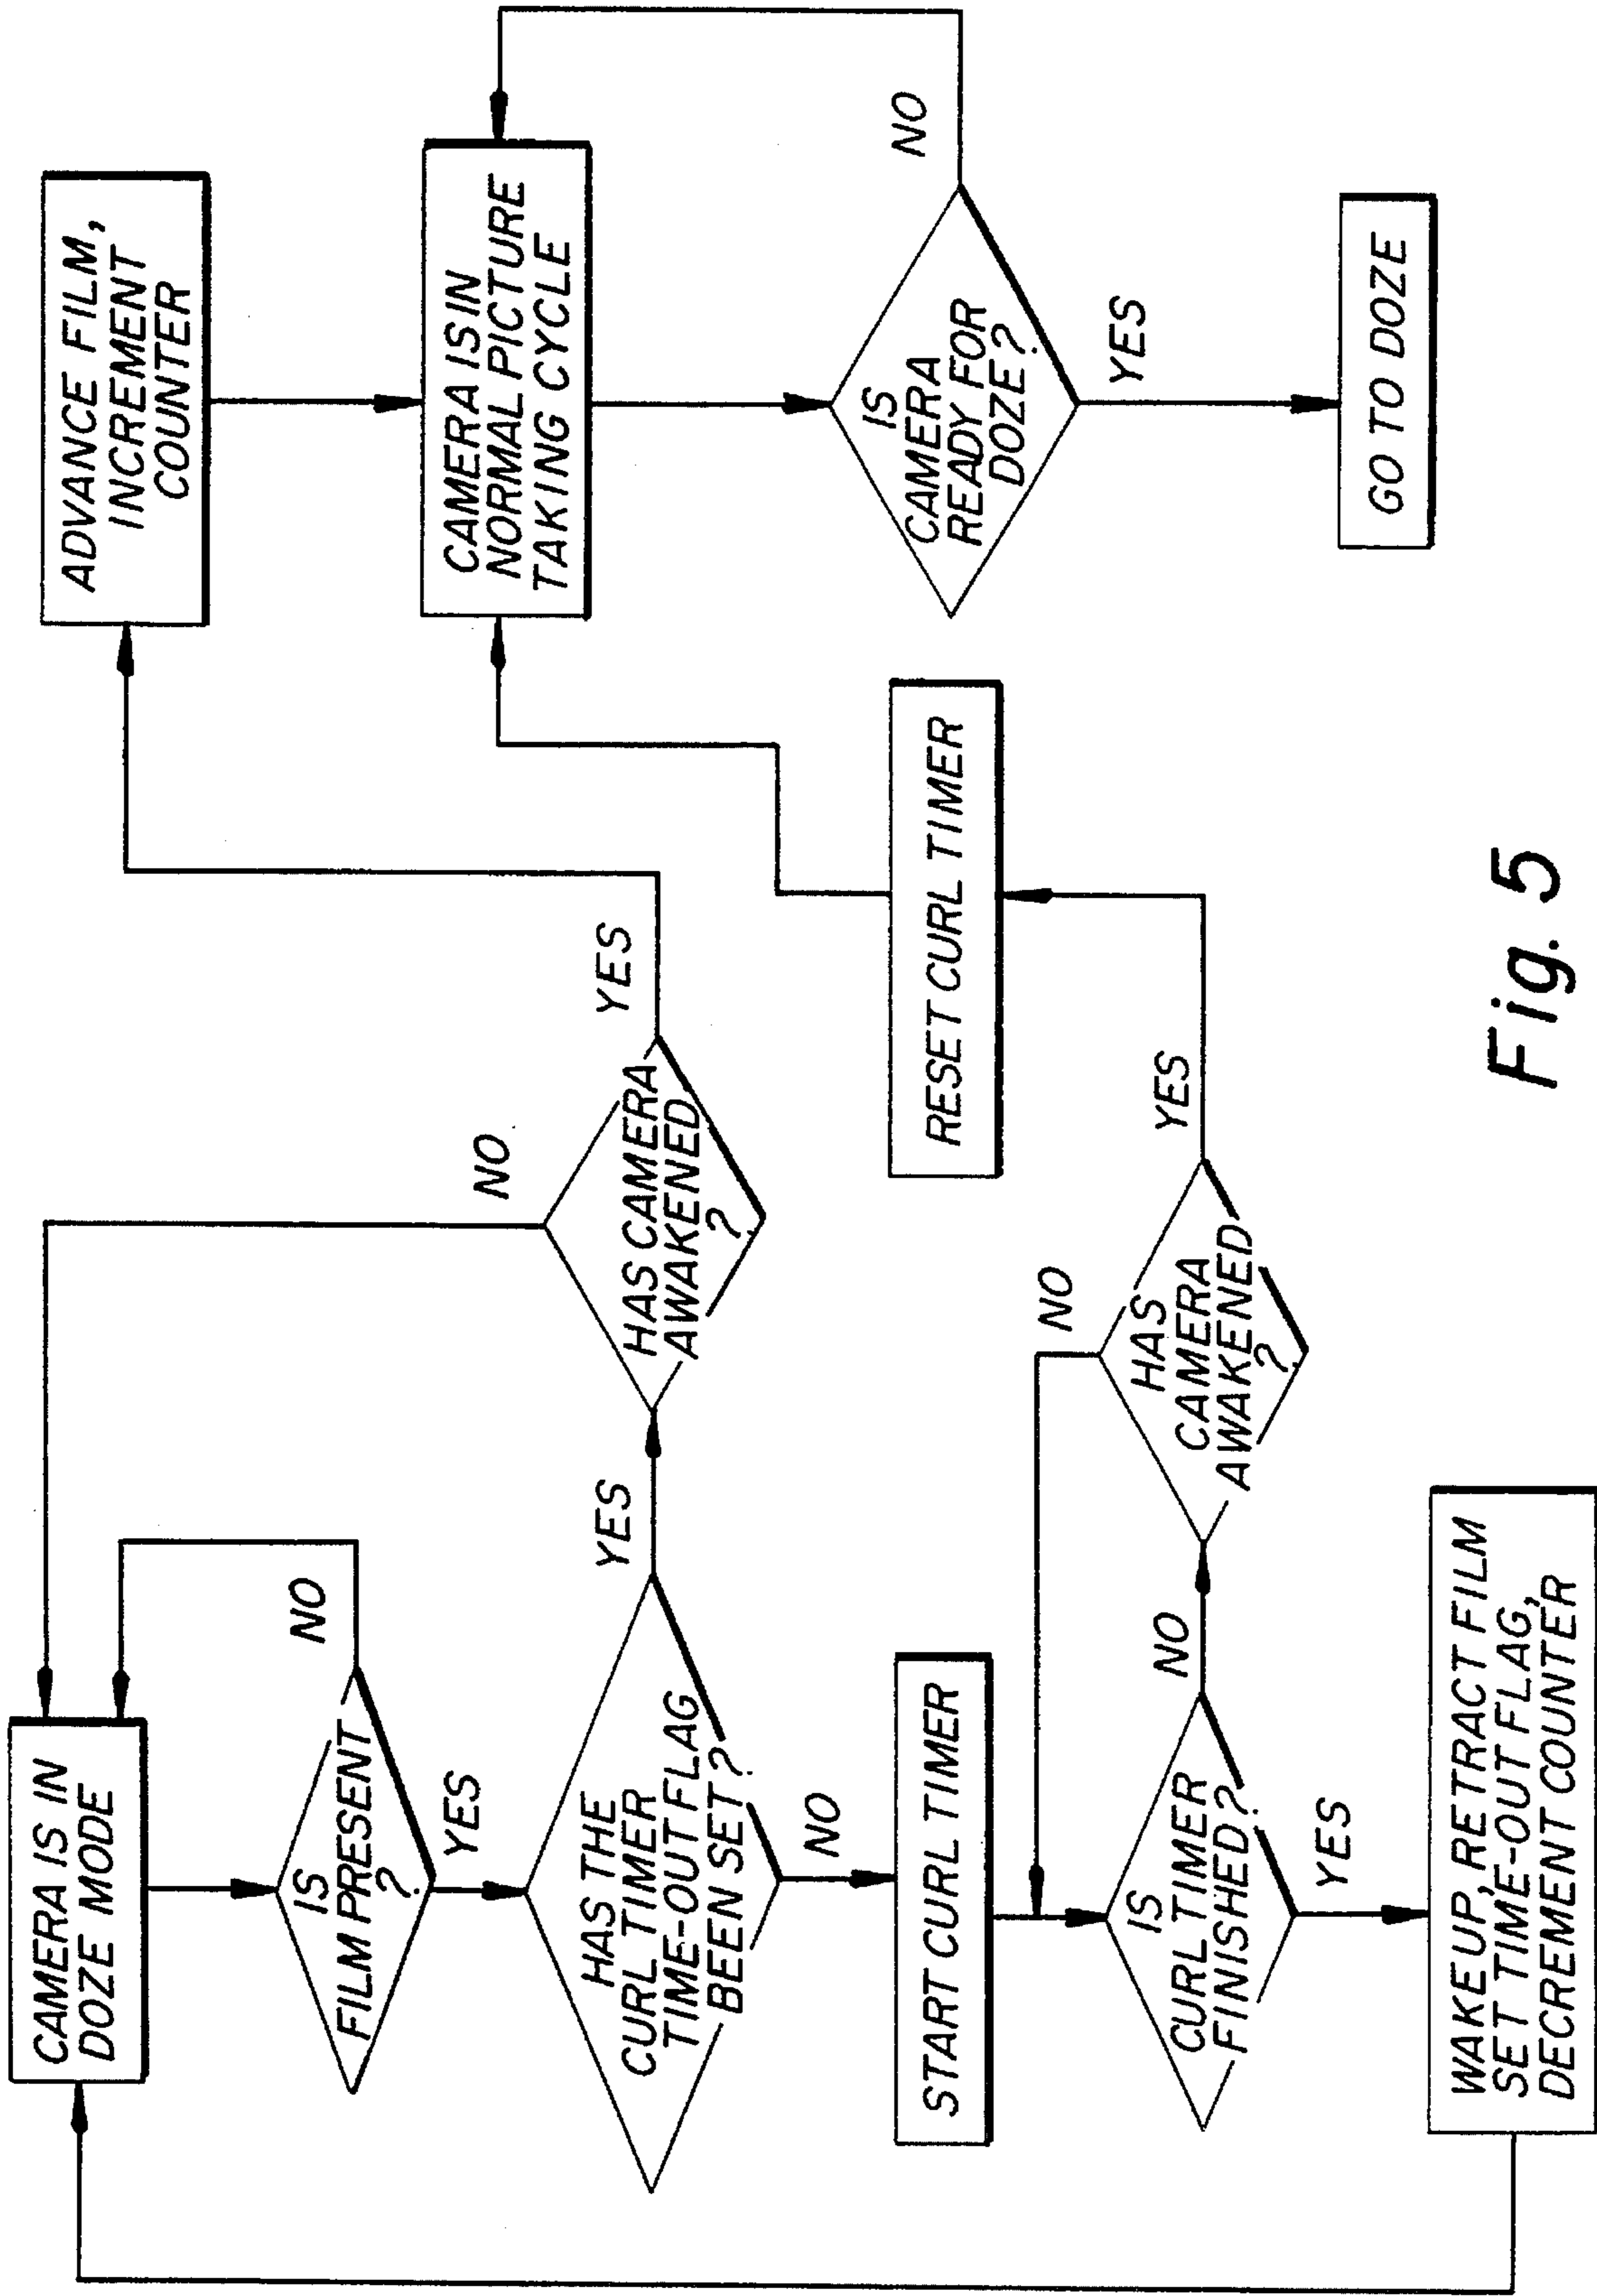 CAMERA IS IN
DOZE MODE
IS
FILM PRESENT
?
NO
YES
HAS THE
CURL TIMER
TIME-OUT FLAG
BEEN SET?
YES
NO
HAS CAMERA
AWAKENED
?
NO
YES
START CURL TIMER
IS
CURL TIMER
FINISHED?
NO
YES
HAS
CAMERA
AWAKENED
?
NO
YES
RESET CURL TIMER
WAKEUP, RETRACT FILM
SET TIME-OUT FLAG,
DECREMENT COUNTER
ADVANCE FILM,
INCREMENT
COUNTER
CAMERA IS IN
NORMAL PICTURE
TAKING CYCLE
IS
CAMERA
READY FOR
DOZE?
NO
YES
GO TO DOZE
Fig. 5